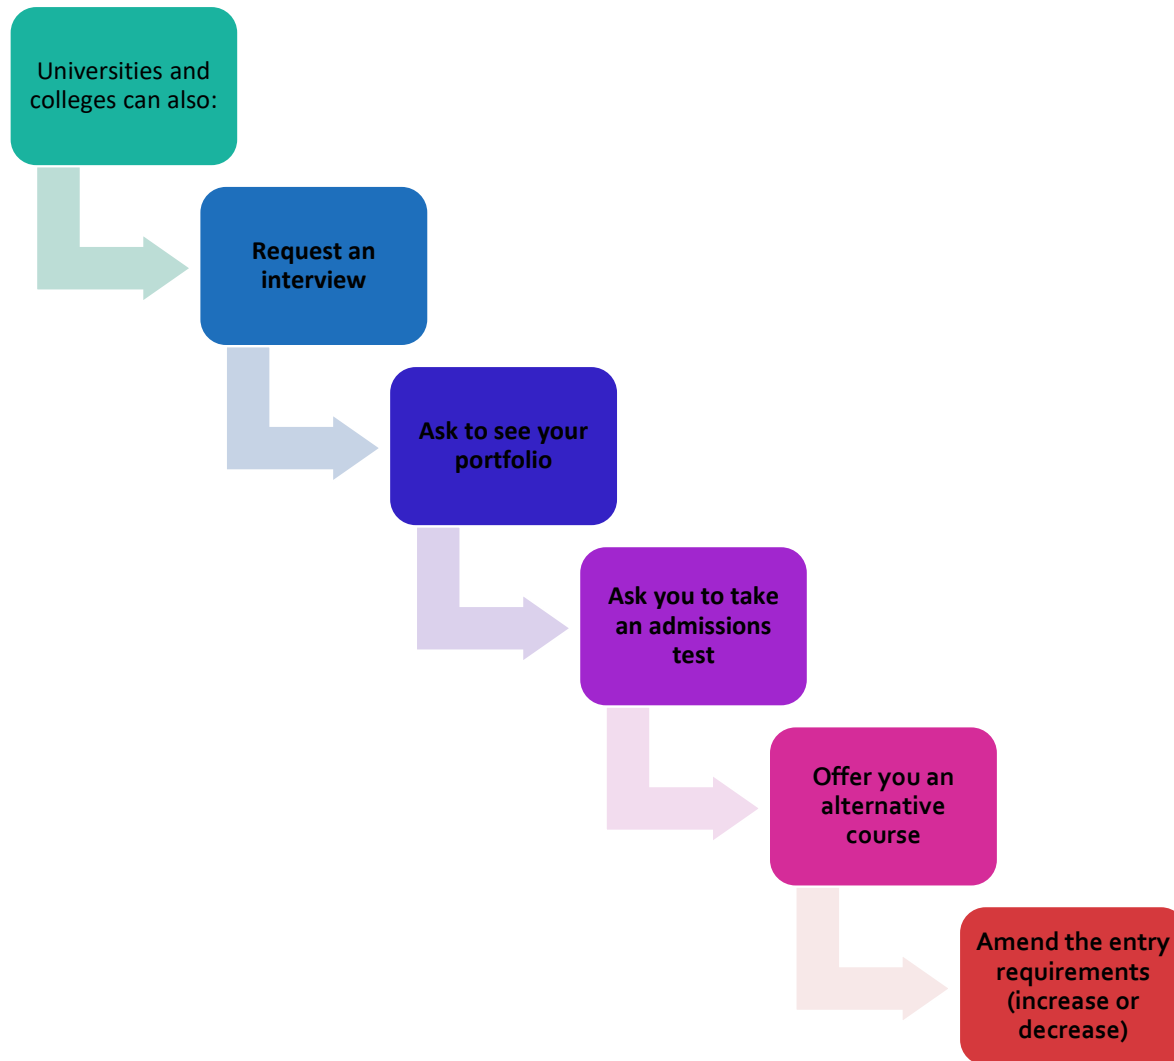 Universities and
colleges can also:
Request an
interview
Ask to see your
portfolio
Ask you to take
an admissions
test
Offer you an
alternative
course
Amend the entry
requirements
(increase or
decrease)